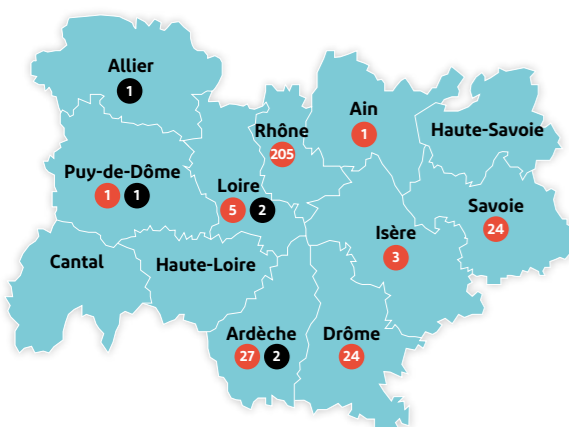 Allier
1
Ain
1
Haute-Savoie
Rhône
205
Puy-de-Dôme
1 1
Loire
5 2
Savoie
24
Isère
3
Cantal
Haute-Loire
Ardèche
27 2
Drôme
24